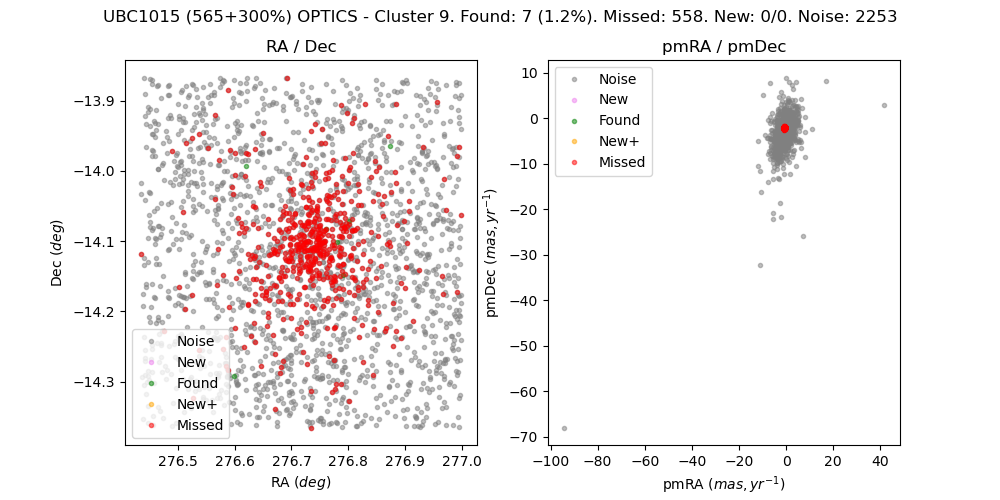 UBC1015 (565+300%) OPTICS - Cluster 9. Found: 7 (1.2%). Missed: 558. New: 0/0. Noise: 2253
RA / Dec
−13.9
−14.0
−14.1
−14.2
−14.3
Dec (deg)
Noise
New
Found
New+
Missed
276.5 276.6 276.7 276.8 276.9 277.0
RA (deg)
pmRA / pmDec
10
0
−10
−20
−30
−40
−50
−60
−70
pmDec (mas, yr⁻¹)
Noise
New
Found
New+
Missed
−100 −80 −60 −40 −20 0 20 40
pmRA (mas, yr⁻¹)